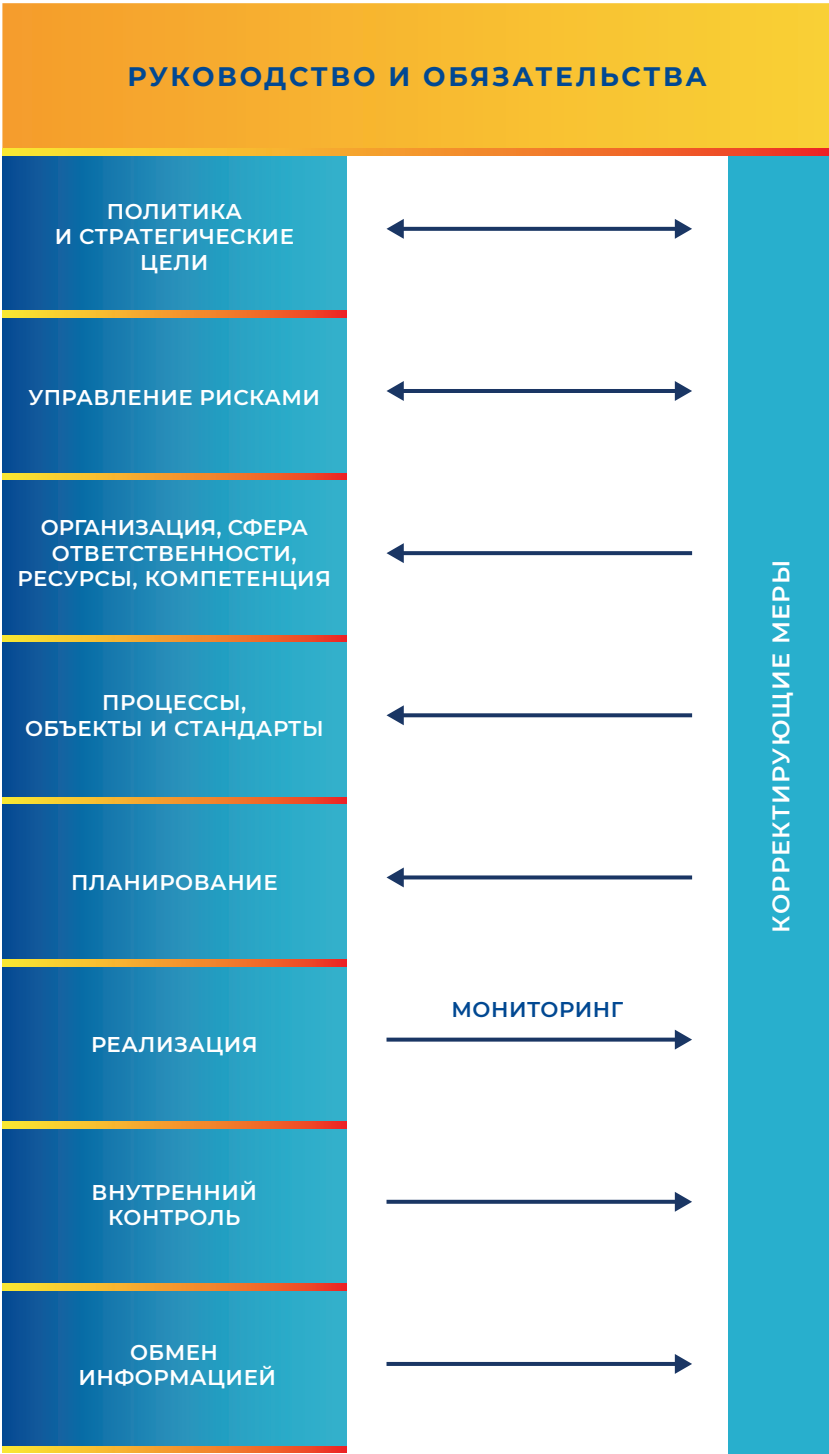 РУКОВОДСТВО И ОБЯЗАТЕЛЬСТВА
ПОЛИТИКА
И СТРАТЕГИЧЕСКИЕ
ЦЕЛИ
УПРАВЛЕНИЕ РИСКАМИ
ОРГАНИЗАЦИЯ, СФЕРА
ОТВЕТСТВЕННОСТИ,
РЕСУРСЫ, КОМПЕТЕНЦИЯ
ПРОЦЕССЫ,
ОБЪЕКТЫ И СТАНДАРТЫ
ПЛАНИРОВАНИЕ
РЕАЛИЗАЦИЯ
МОНИТОРИНГ
ВНУТРЕННИЙ
КОНТРОЛЬ
ОБМЕН
ИНФОРМАЦИЕЙ
КОРРЕКТИРУЮЩИЕ МЕРЫ